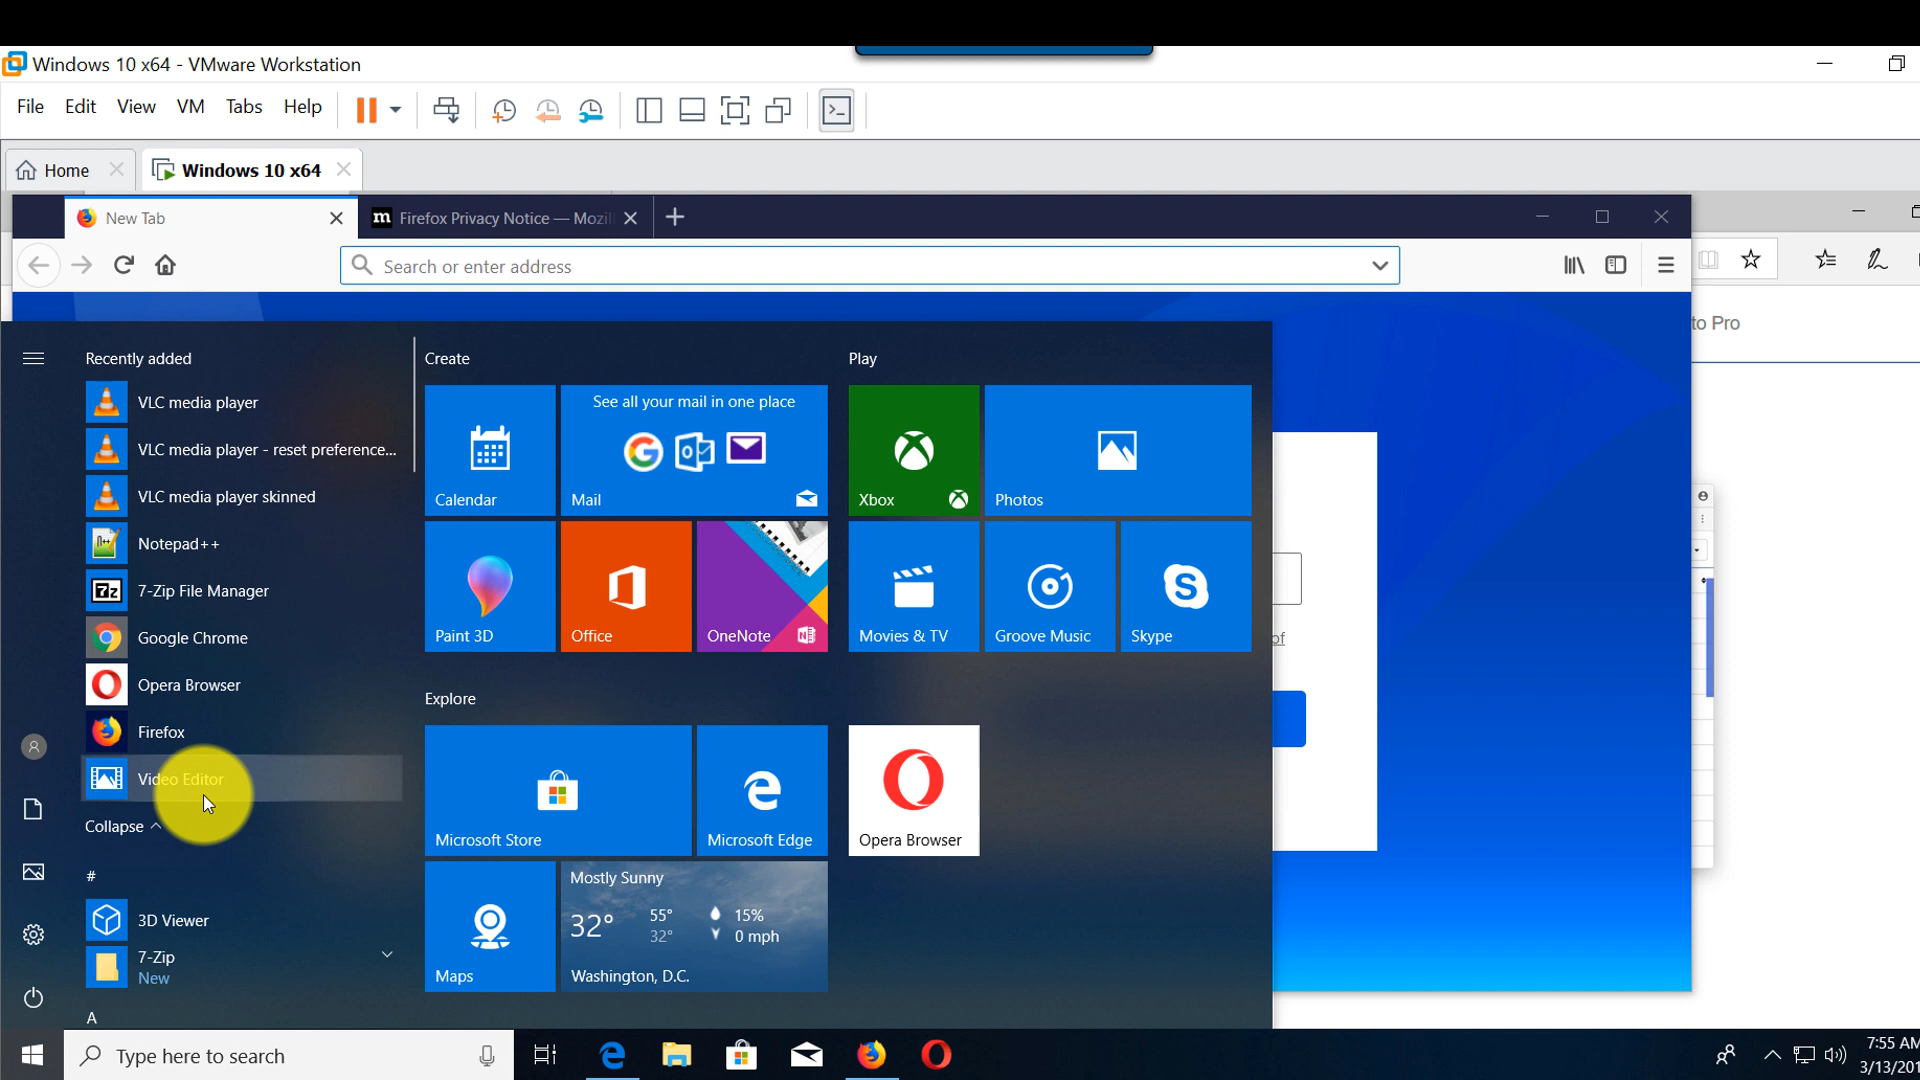 Windows 10 x64 - VMware Workstation
File Edit View VM Tabs Help
Home
Windows 10 x64
New Tab
Firefox Privacy Notice — Mozil
Search or enter address
to Pro
Recently added
VLC media player
VLC media player - reset preference...
VLC media player skinned
Notepad++
7-Zip File Manager
Google Chrome
Opera Browser
Firefox
Video Editor
Collapse
#
3D Viewer
7-Zip
New
A
Create
Calendar
See all your mail in one place
Mail
Paint 3D
Office
OneNote
Explore
Microsoft Store
Microsoft Edge
Maps
Mostly Sunny
32° 55° 15%
32° 0 mph
Washington, D.C.
Play
Xbox
Photos
Movies & TV
Groove Music
Skype
Opera Browser
of
Type here to search
7:55 AM
3/13/201